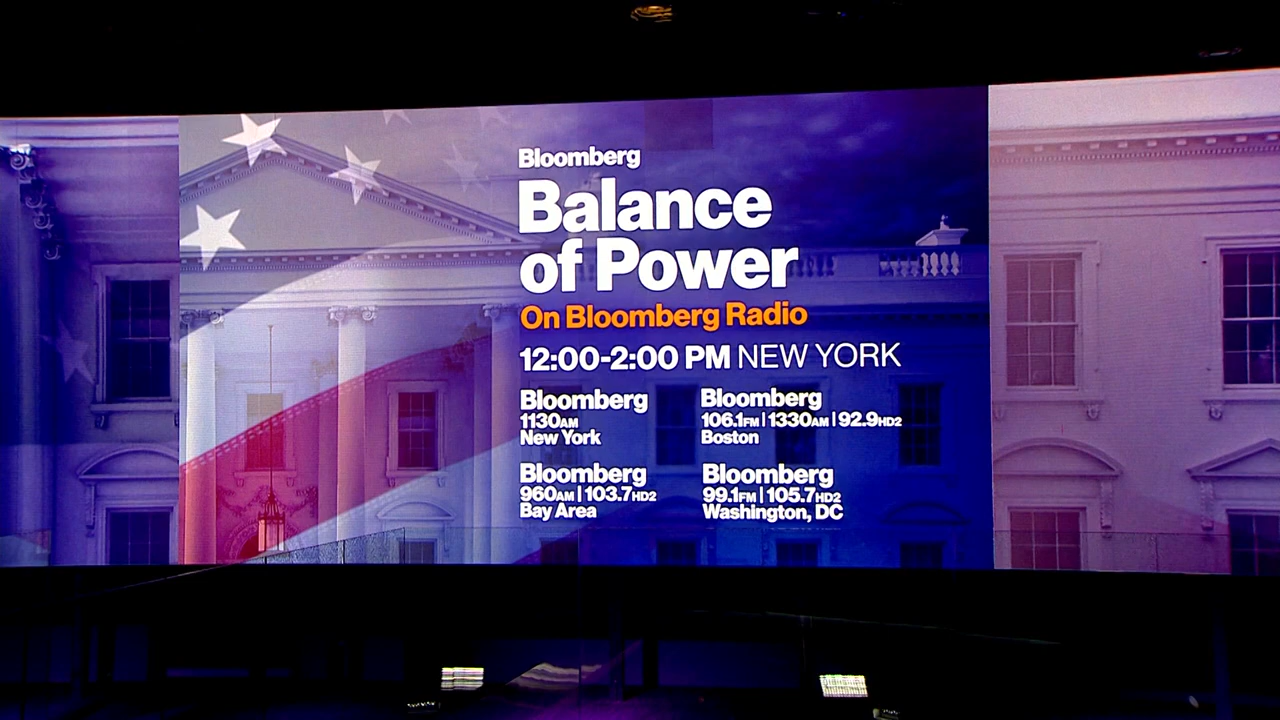 Bloomberg
Balance
of Power
On Bloomberg Radio
12:00-2:00 PM NEW YORK
Bloomberg
1130AM
New York
Bloomberg
106.1FM | 1330AM | 92.9HD2
Boston
Bloomberg
960AM | 103.7HD2
Bay Area
Bloomberg
99.1FM | 105.7HD2
Washington, DC